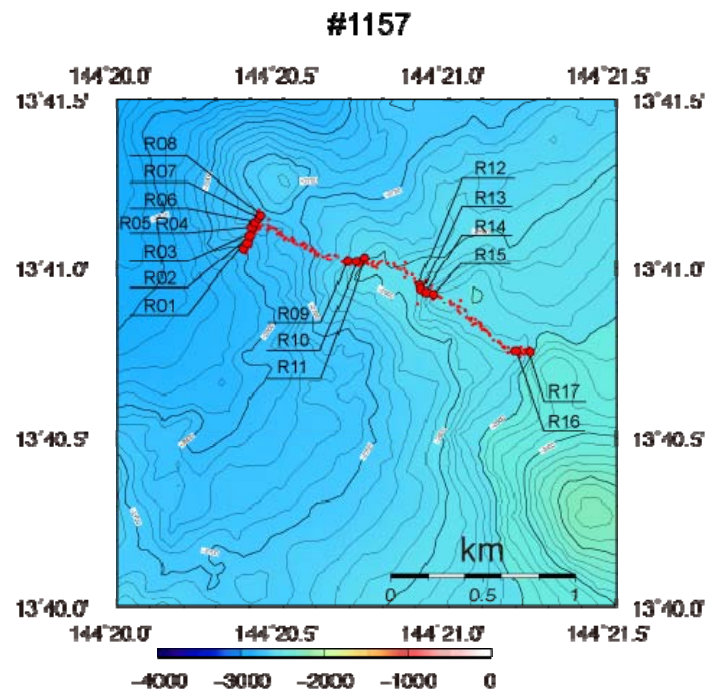 #1157
144°20.0' 144°20.5' 144°21.0' 144°21.5'
13°41.5' 13°41.5'
R08
R07
R06
R05 R04
R03
R02
R01
R12
R13
R14
R15
13°41.0' 13°41.0'
R09
R10
R11
R17
R16
13°40.5' 13°40.5'
km
0 0.5 1
13°40.0' 13°40.0'
144°20.0' 144°20.5' 144°21.0' 144°21.5'
-4000 -3000 -2000 -1000 0